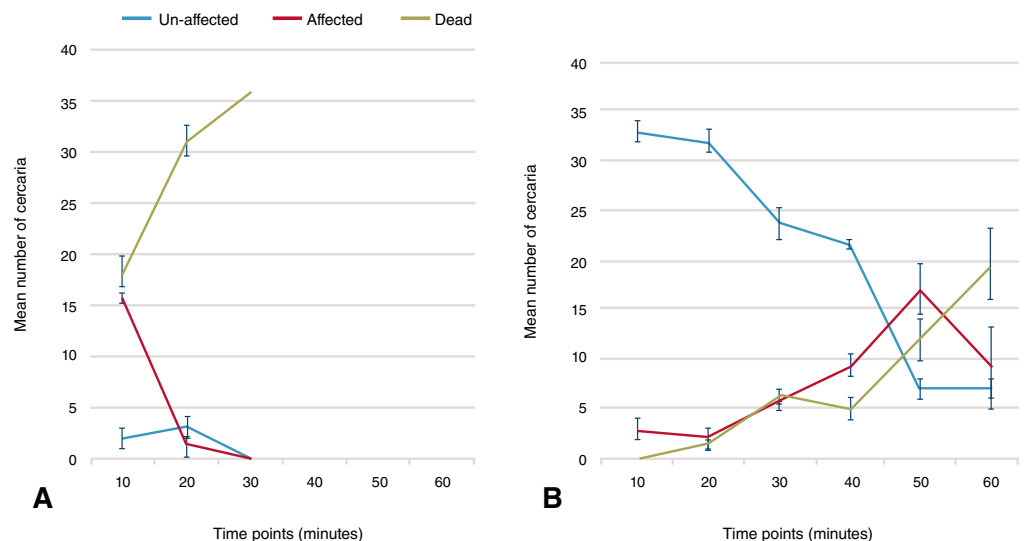 Un-affected Affected Dead
40
35
30
25
20
15
10
5
0
Mean number of cercaria
10 20 30 40 50 60
A
Time points (minutes)
40
35
30
25
20
15
10
5
0
Mean number of cercaria
10 20 30 40 50 60
B
Time points (minutes)